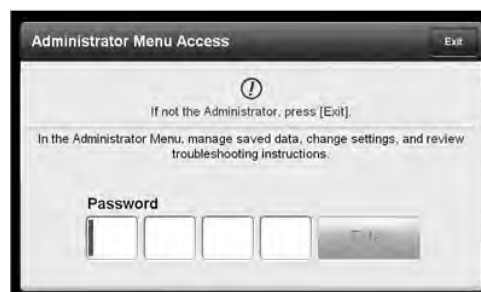 Administrator Menu Access
Exit
If not the Administrator, press [Exit].
In the Administrator Menu, manage saved data, change settings, and review
troubleshooting instructions.
Password